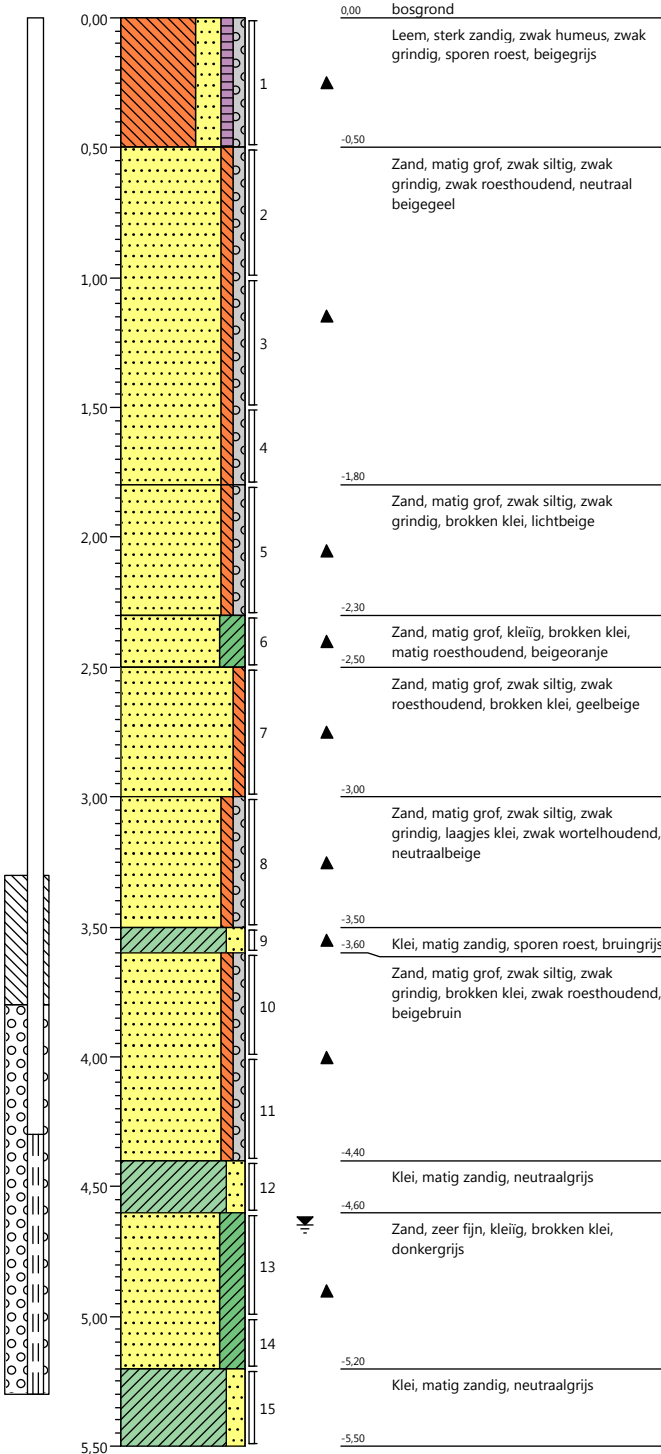 0,00
0,50
1,00
1,50
2,00
2,50
3,00
3,50
4,00
4,50
5,00
5,50
1
2
3
4
5
6
7
8
9
10
11
12
13
14
15
0,00 bosgrond
Leem, sterk zandig, zwak humeus, zwak
grindig, sporen roest, beigegrijs
-0,50
Zand, matig grof, zwak siltig, zwak
grindig, zwak roesthoudend, neutraal
beigegeel
-1,80
Zand, matig grof, zwak siltig, zwak
grindig, brokken klei, lichtbeige
-2,30
Zand, matig grof, kleiïg, brokken klei,
matig roesthoudend, beigeoranje
-2,50
Zand, matig grof, zwak siltig, zwak
roesthoudend, brokken klei, geelbeige
-3,00
Zand, matig grof, zwak siltig, zwak
grindig, laagjes klei, zwak wortelhoudend,
neutraalbeige
-3,50
Klei, matig zandig, sporen roest, bruingrijs
-3,60
Zand, matig grof, zwak siltig, zwak
grindig, brokken klei, zwak roesthoudend,
beigebruin
-4,40
Klei, matig zandig, neutraalgrijs
-4,60
Zand, zeer fijn, kleiïg, brokken klei,
donkergrijs
-5,20
Klei, matig zandig, neutraalgrijs
-5,50